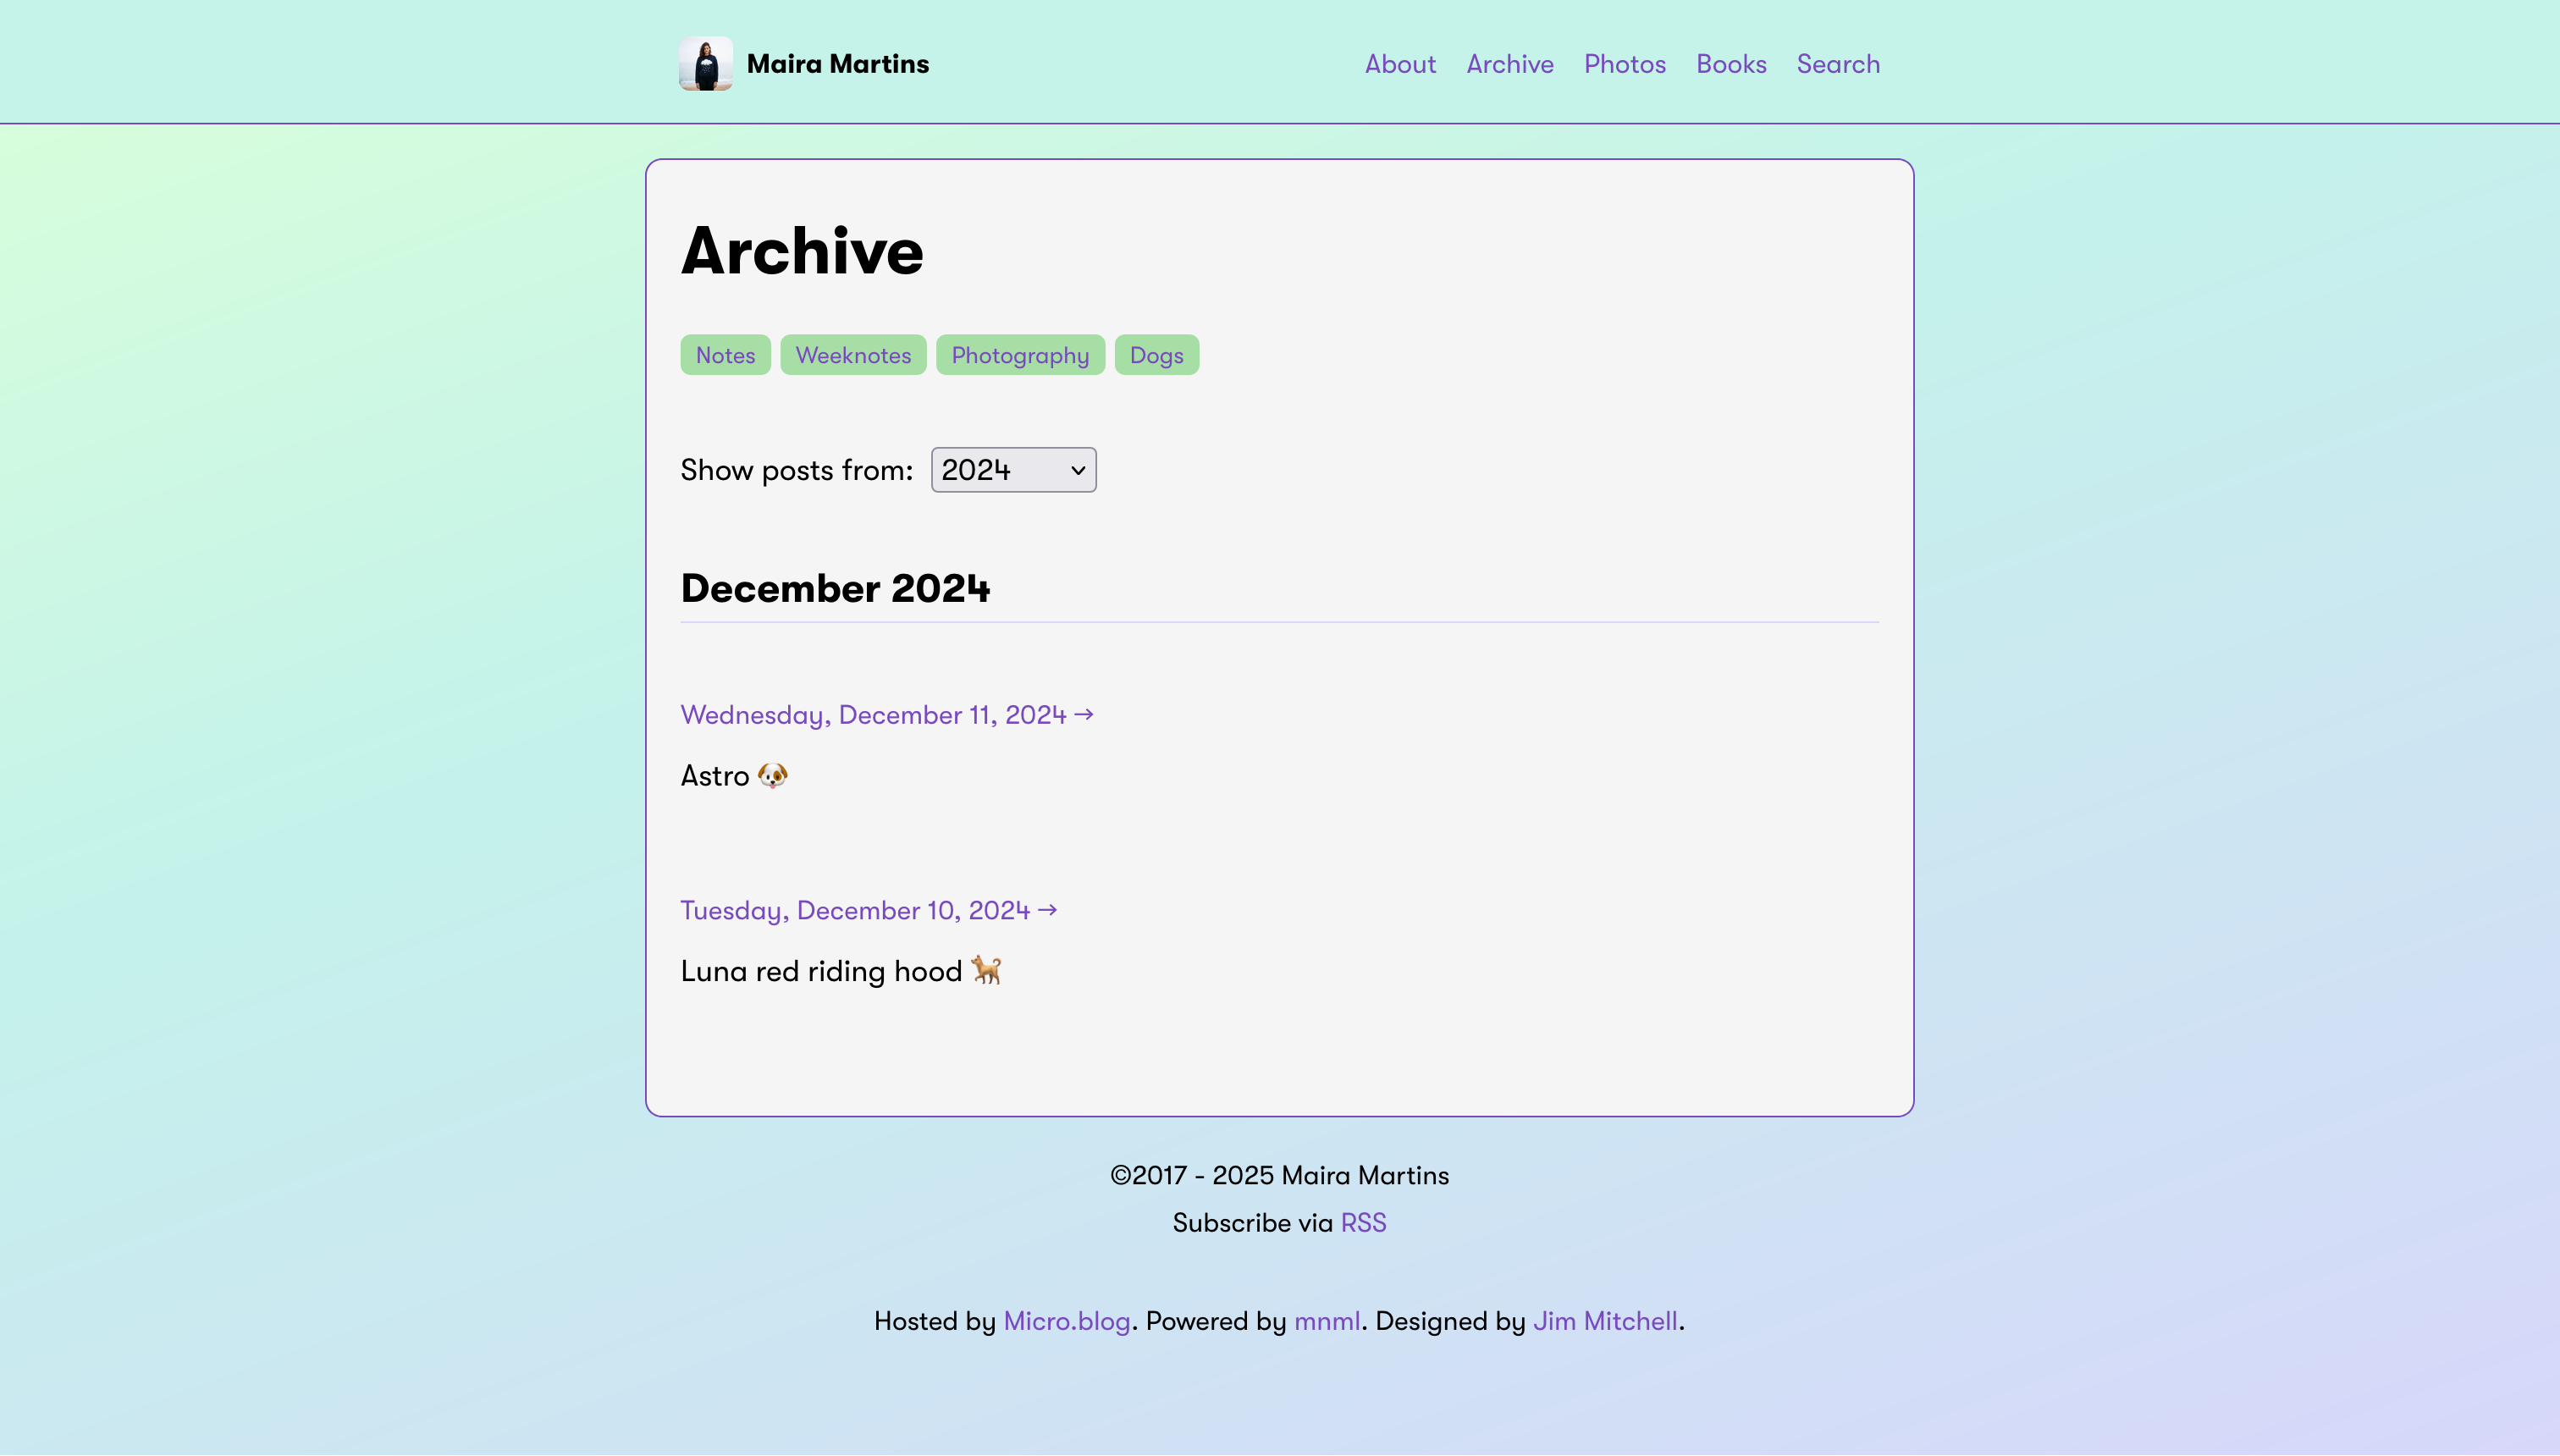 Maira Martins
About Archive Photos Books Search
Archive
Notes Weeknotes Photography Dogs
Show posts from: 2024
December 2024
Wednesday, December 11, 2024 →
Astro 🐶
Tuesday, December 10, 2024 →
Luna red riding hood 🐕
©2017 - 2025 Maira Martins
Subscribe via RSS
Hosted by Micro.blog. Powered by mnml. Designed by Jim Mitchell.